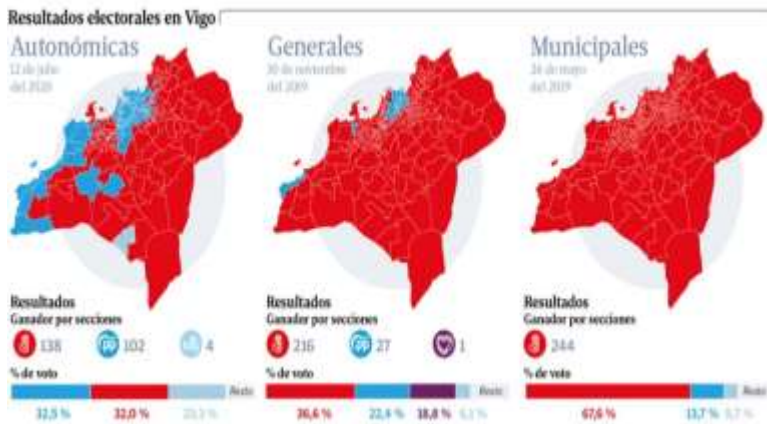 Resultados electorales en Vigo
Autonómicas
12 de julio
del 2020
Resultados
Ganador por secciones
138 102 4
% de voto
Resto
32,5 % 32,0 %
Generales
del 2019
Resultados
Ganador por secciones
216 27 1
% de voto
Resto
36,6 % 22,4 % 18,8 %
Municipales
26 de mayo
del 2019
Resultados
Ganador por secciones
244
% de voto
Resto
67,6 % 13,7 %